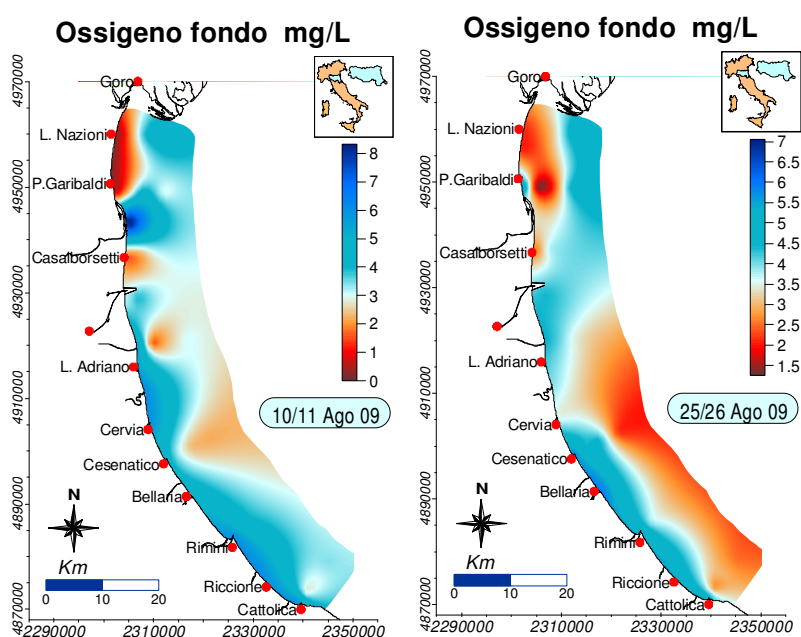 Ossigeno fondo mg/L
4970000
4950000
4930000
4910000
4890000
4870000
Goro
L. Nazioni
P.Garibaldi
Casalborsetti
L. Adriano
Cervia
Cesenatico
Bellaria
Rimini
Riccione
Cattolica
8
7
6
5
4
3
2
1
0
10/11 Ago 09
N
Km
0 10 20
2290000 2310000 2330000 2350000
Ossigeno fondo mg/L
4970000
4950000
4930000
4910000
4890000
4870000
Goro
L. Nazioni
P.Garibaldi
Casalborsetti
L. Adriano
Cervia
Cesenatico
Bellaria
Rimini
Riccione
Cattolica
7
6.5
6
5.5
5
4.5
4
3.5
3
2.5
2
1.5
25/26 Ago 09
N
Km
0 10 20
2290000 2310000 2330000 2350000